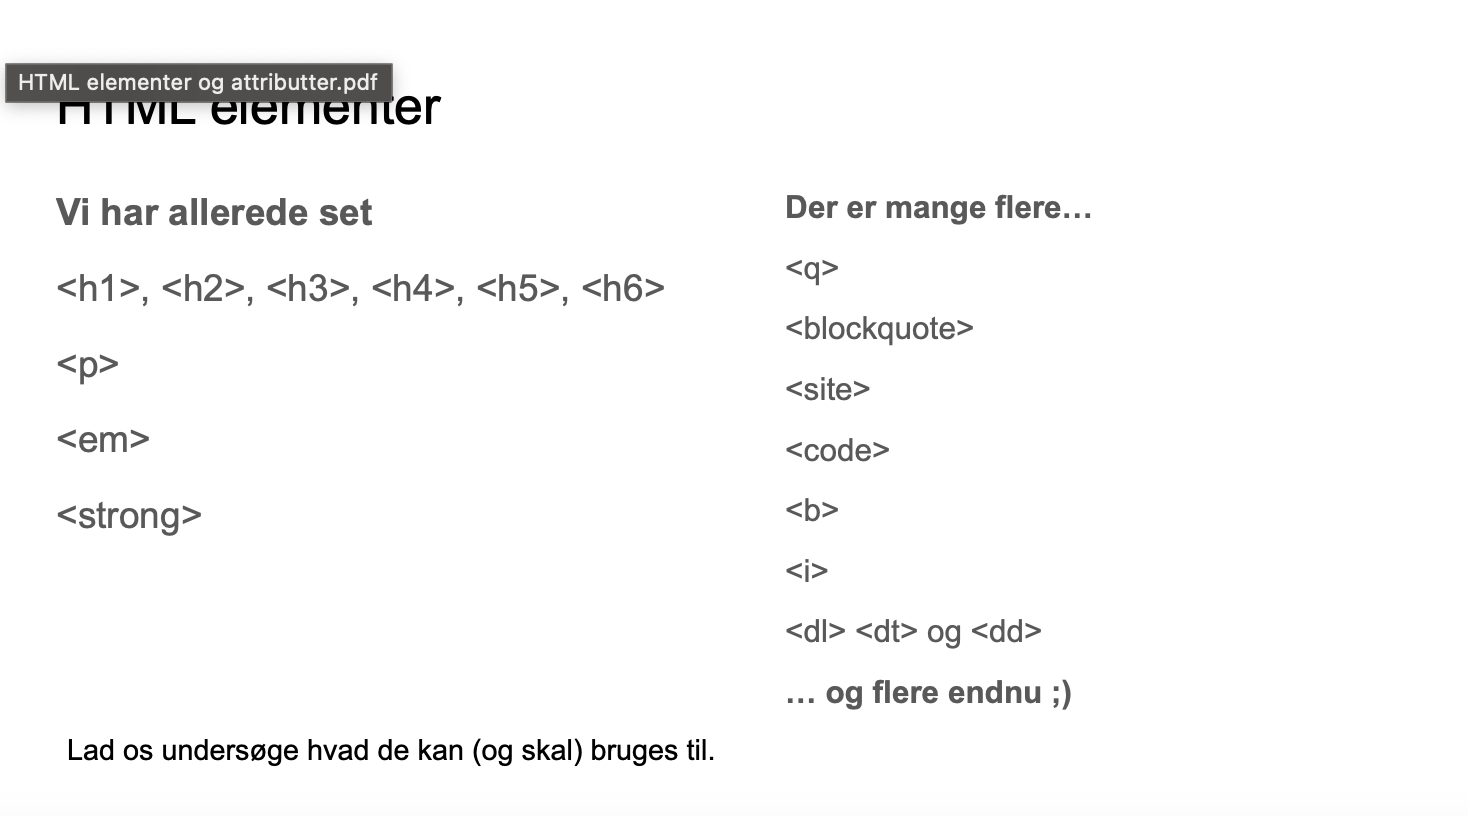 HTML elementer og attributter.pdf
HTML elementer
Vi har allerede set
<h1>, <h2>, <h3>, <h4>, <h5>, <h6>
<p>
<em>
<strong>
Der er mange flere…
<q>
<blockquote>
<site>
<code>
<b>
<i>
<dl> <dt> og <dd>
… og flere endnu ;)
Lad os undersøge hvad de kan (og skal) bruges til.